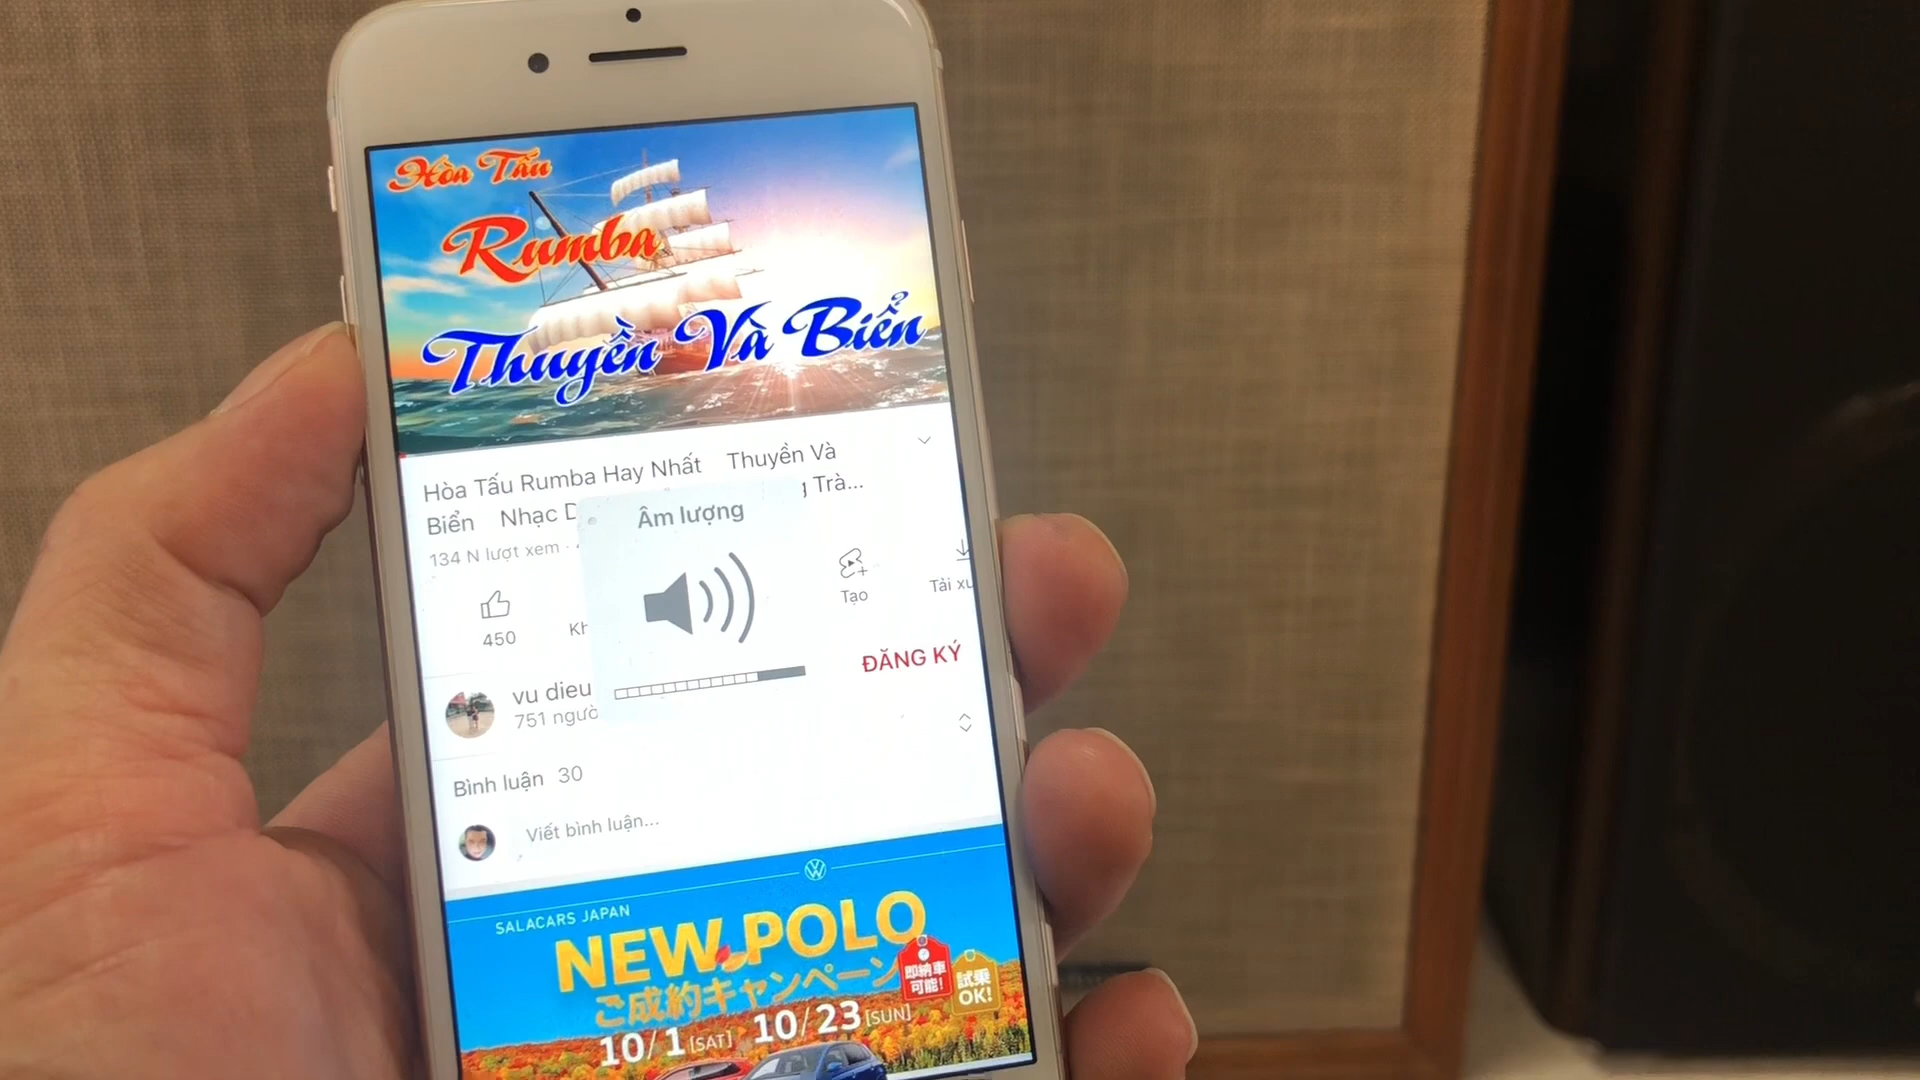 Hòa Tấu
Rumba
Thuyền Và Biển
Hòa Tấu Rumba Hay Nhất Thuyền Và
Biển Nhạc Trà...
134 N lượt xem
Âm lượng
450
Tạo
Tải
vu dieu
751
ĐĂNG KÝ
Bình luận 30
Viết bình luận...
SALACARS JAPAN
NEW POLO
ご成約キャンペーン
即納車
可能!
試乗
OK!
10/1 [SAT] 10/23 [SUN]